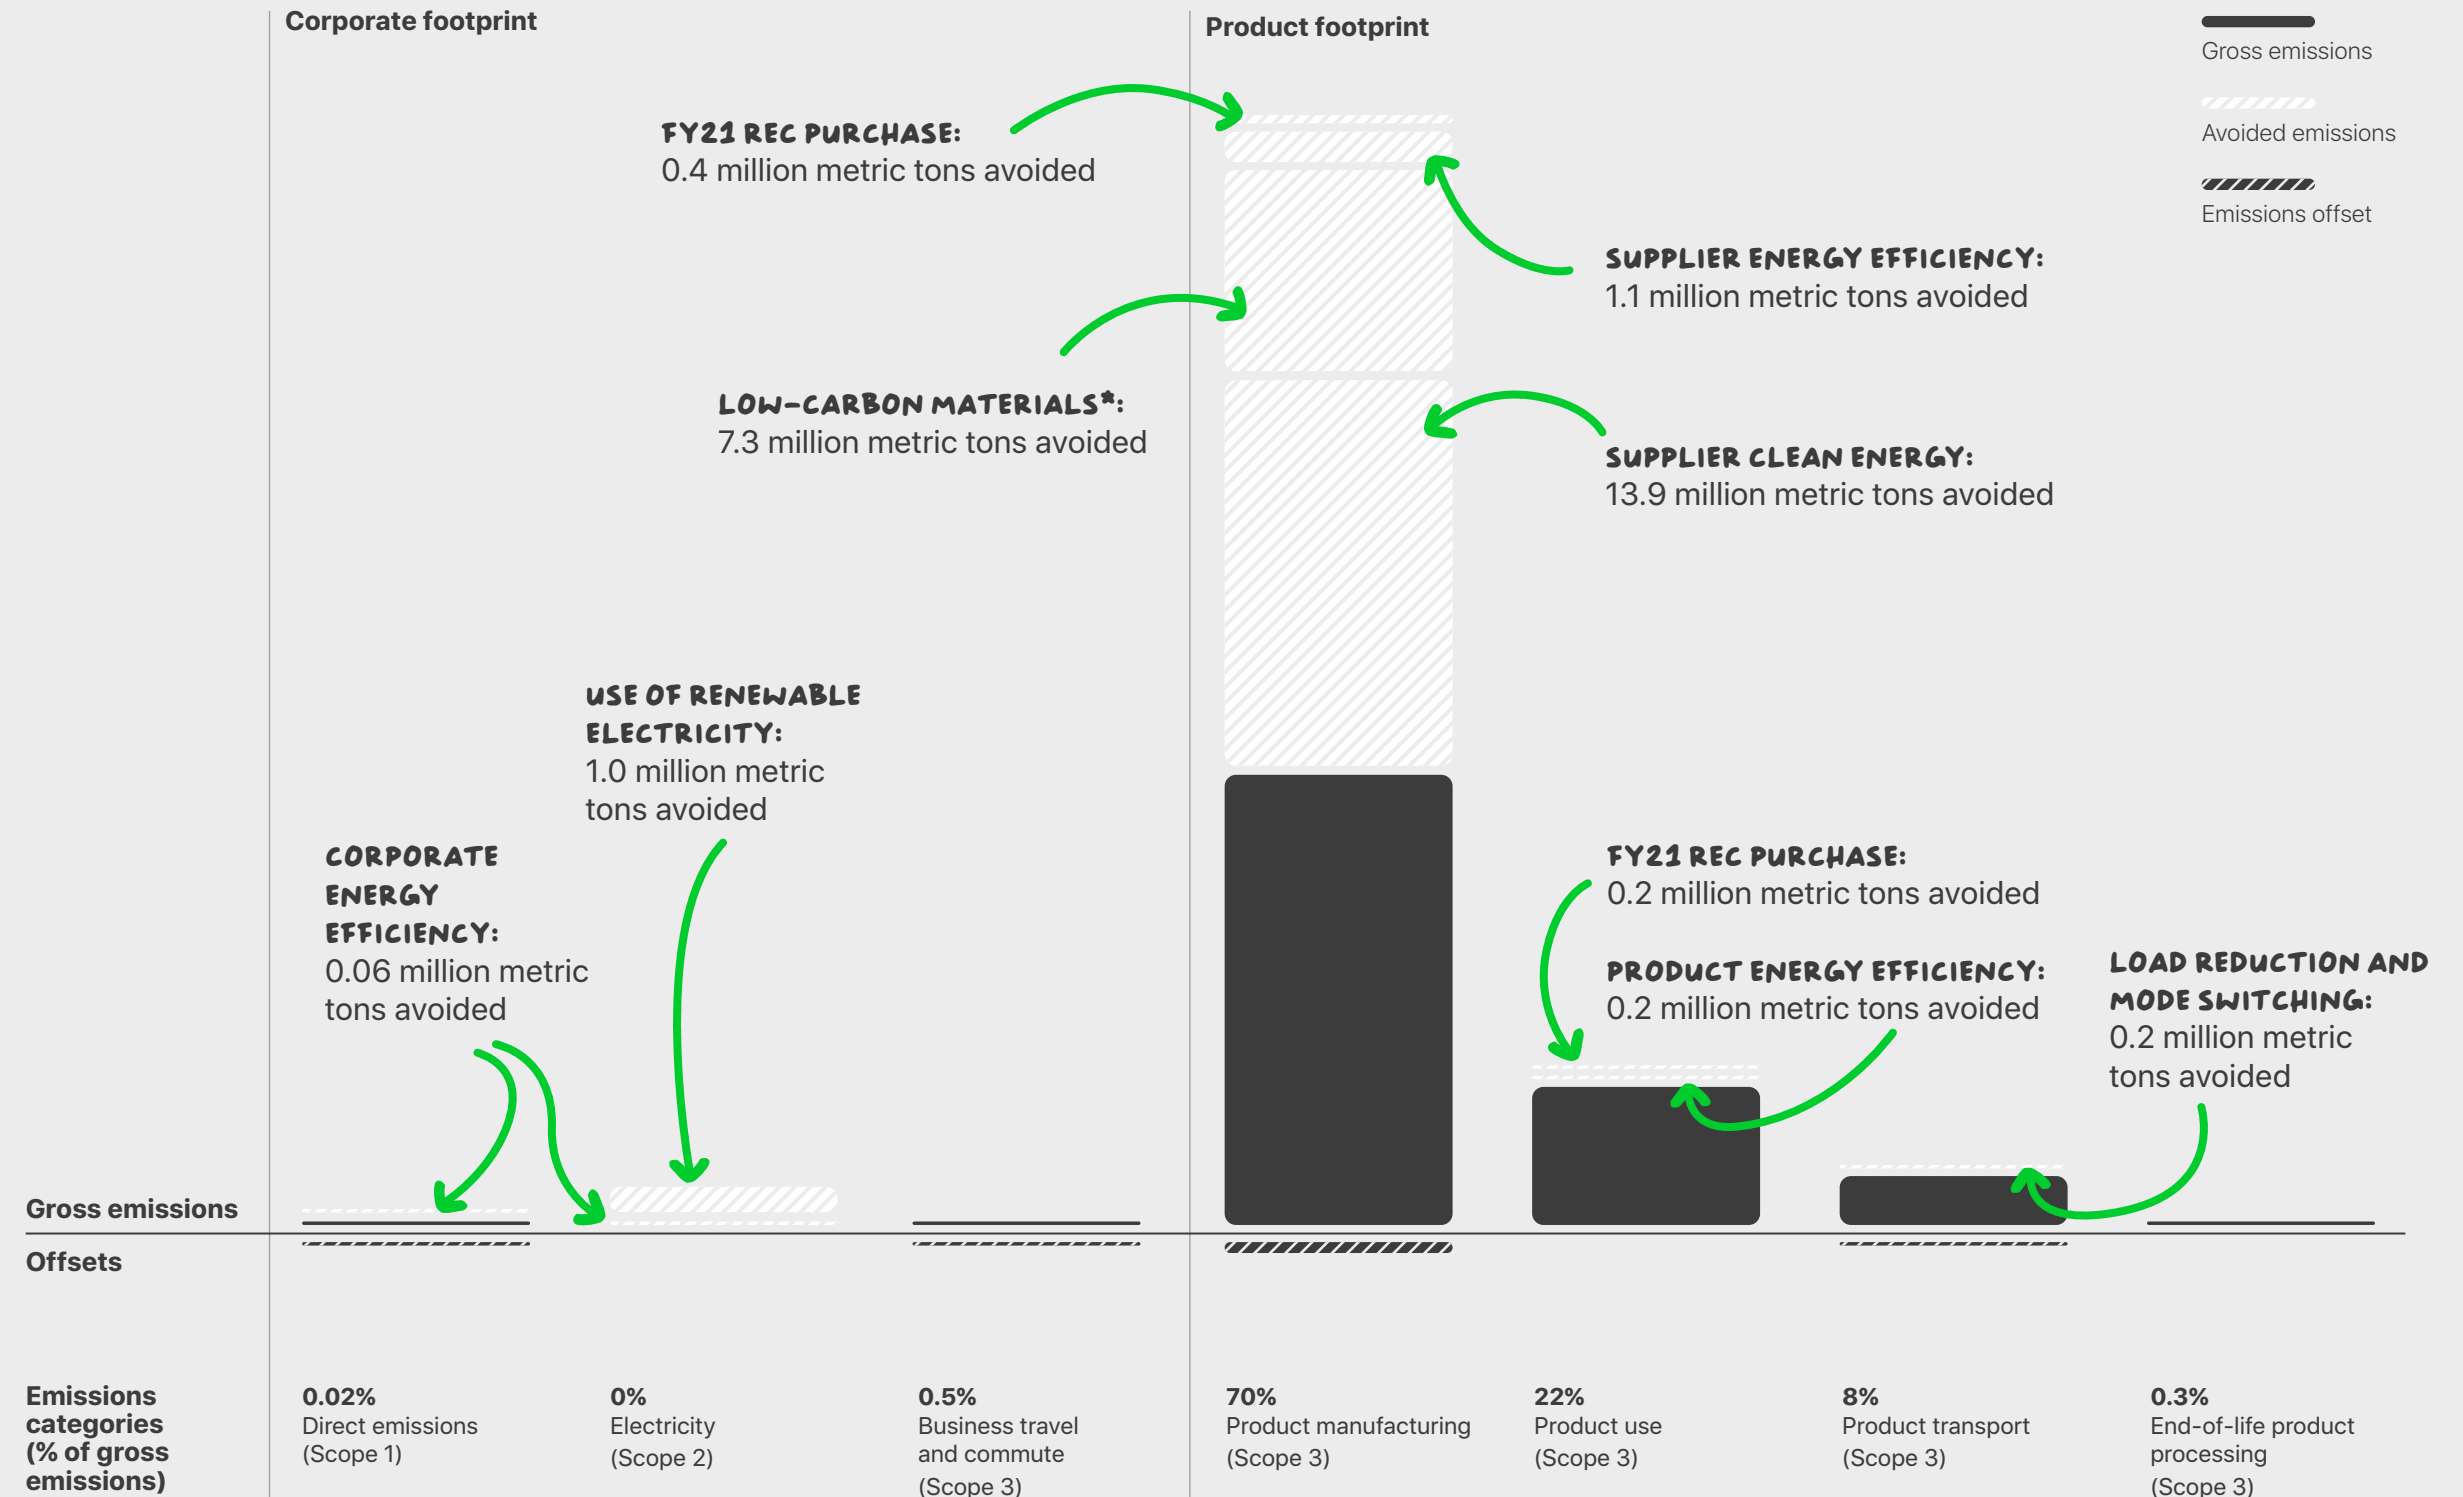 Corporate footprint
Product footprint
Gross emissions
Avoided emissions
Emissions offset
FY21 REC PURCHASE:
0.4 million metric tons avoided
SUPPLIER ENERGY EFFICIENCY:
1.1 million metric tons avoided
LOW-CARBON MATERIALS*:
7.3 million metric tons avoided
SUPPLIER CLEAN ENERGY:
13.9 million metric tons avoided
USE OF RENEWABLE
ELECTRICITY:
1.0 million metric
tons avoided
CORPORATE
ENERGY
EFFICIENCY:
0.06 million metric
tons avoided
FY21 REC PURCHASE:
0.2 million metric tons avoided
PRODUCT ENERGY EFFICIENCY:
0.2 million metric tons avoided
LOAD REDUCTION AND
MODE SWITCHING:
0.2 million metric
tons avoided
Gross emissions
Offsets
Emissions
categories
(% of gross
emissions)
0.02%
Direct emissions
(Scope 1)
0%
Electricity
(Scope 2)
0.5%
Business travel
and commute
(Scope 3)
70%
Product manufacturing
(Scope 3)
22%
Product use
(Scope 3)
8%
Product transport
(Scope 3)
0.3%
End-of-life product
processing
(Scope 3)